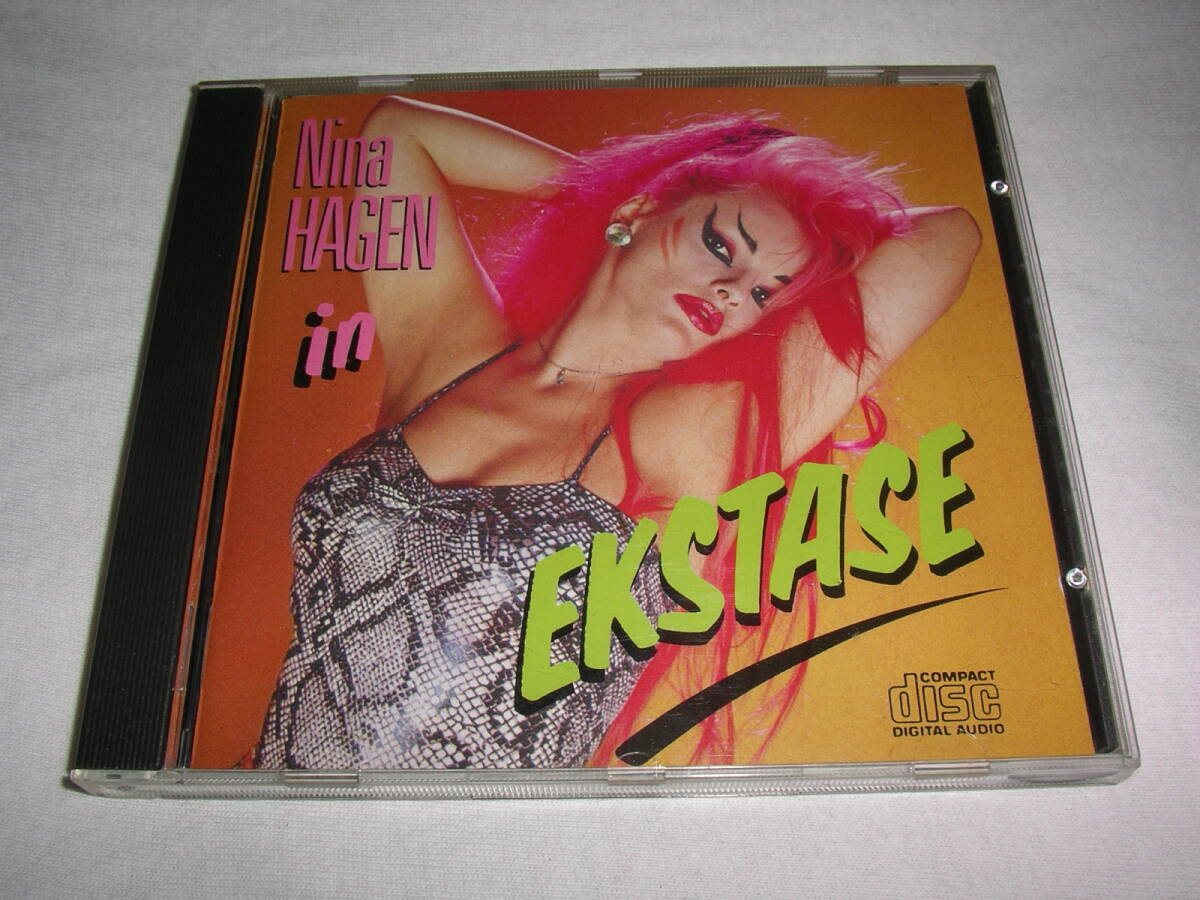 Nina
HAGEN
in
EKSTASE
COMPACT
disc
DIGITAL AUDIO